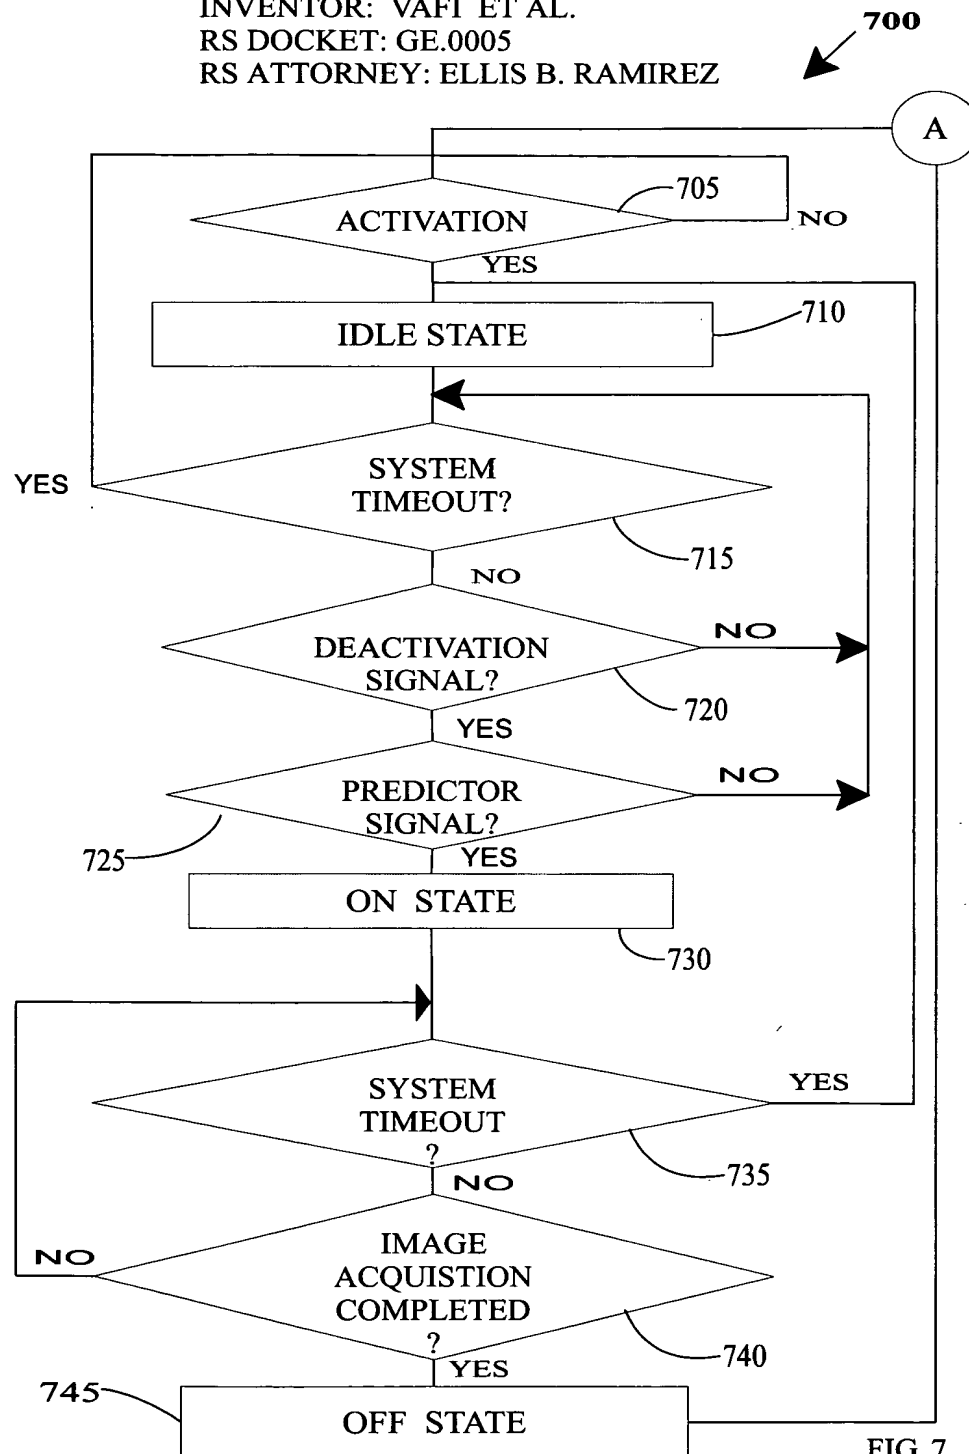 INVENTOR: VAFI ET AL.
RS DOCKET: GE.0005
RS ATTORNEY: ELLIS B. RAMIREZ
700
A
705
ACTIVATION
NO
YES
710
IDLE STATE
YES
SYSTEM
TIMEOUT?
715
NO
NO
DEACTIVATION
SIGNAL?
720
YES
NO
PREDICTOR
SIGNAL?
725
YES
ON STATE
730
YES
SYSTEM
TIMEOUT
?
735
NO
NO
IMAGE
ACQUISTION
COMPLETED
?
740
YES
745
OFF STATE
FIG. 7